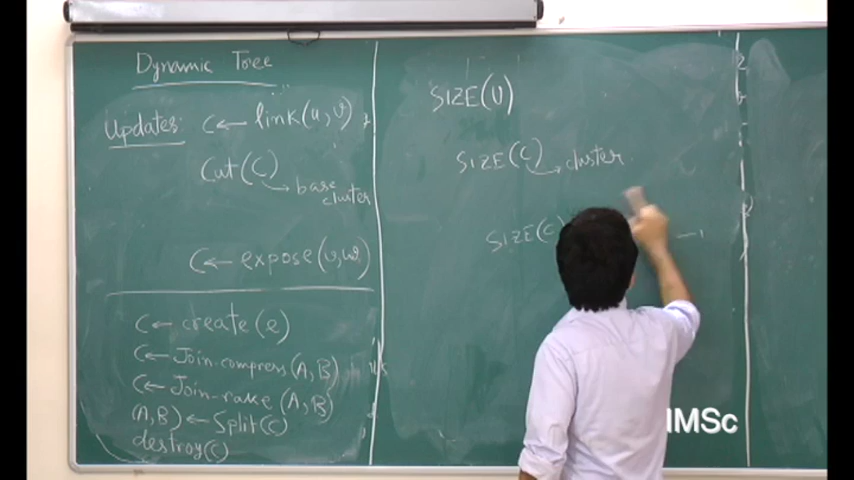 Dynamic Tree
Updates: C ← link(u, v)
Cut(C)
base
cluster
C ← expose(v, w)
C ← create(e)
C ← Join-compress(A, B)
C ← Join-rake(A, B)
(A, B) ← Split(C)
destroy(C)
SIZE(U)
SIZE(C) → cluster
SIZE(C)
IMSc